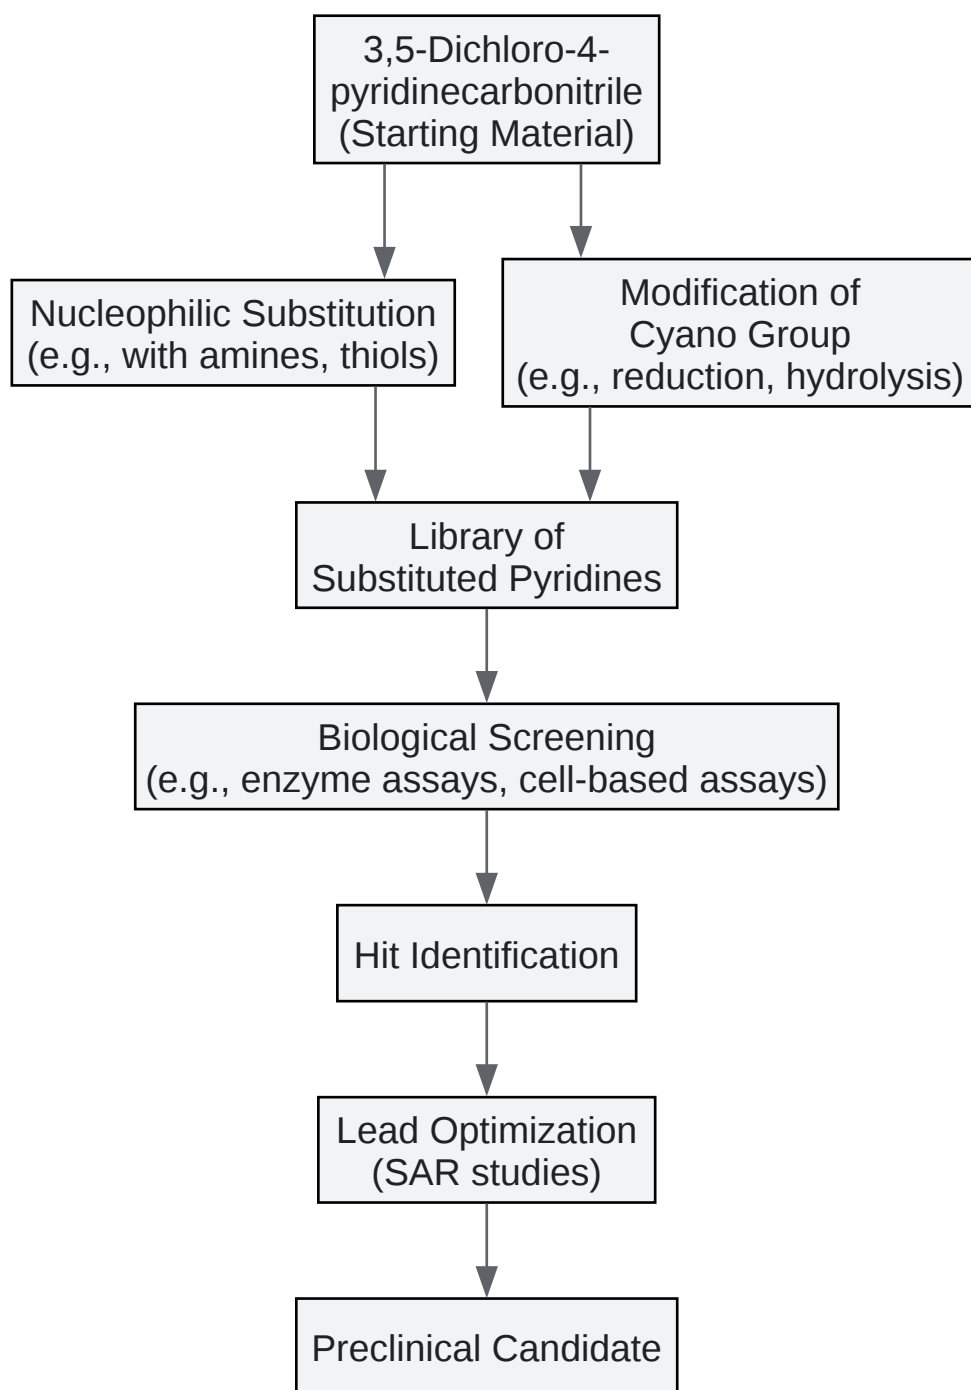 3,5-Dichloro-4-
pyridinecarbonitrile
(Starting Material)
Nucleophilic Substitution
(e.g., with amines, thiols)
Modification of
Cyano Group
(e.g., reduction, hydrolysis)
Library of
Substituted Pyridines
Biological Screening
(e.g., enzyme assays, cell-based assays)
Hit Identification
Lead Optimization
(SAR studies)
Preclinical Candidate